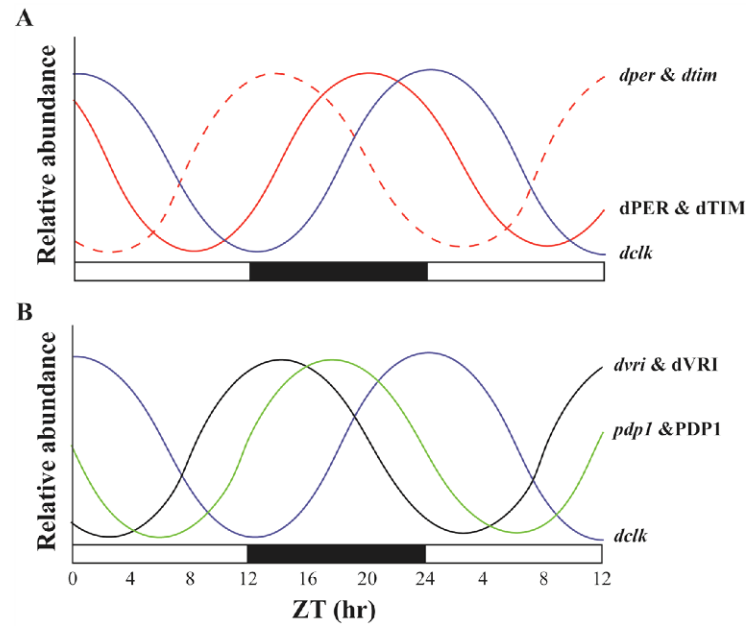 A
Relative abundance
dper & dtim
dPER & dTIM
dclk
B
Relative abundance
dvri & dVRI
pdp1 &PDP1
dclk
0 4 8 12 16 20 24 4 8 12
ZT (hr)